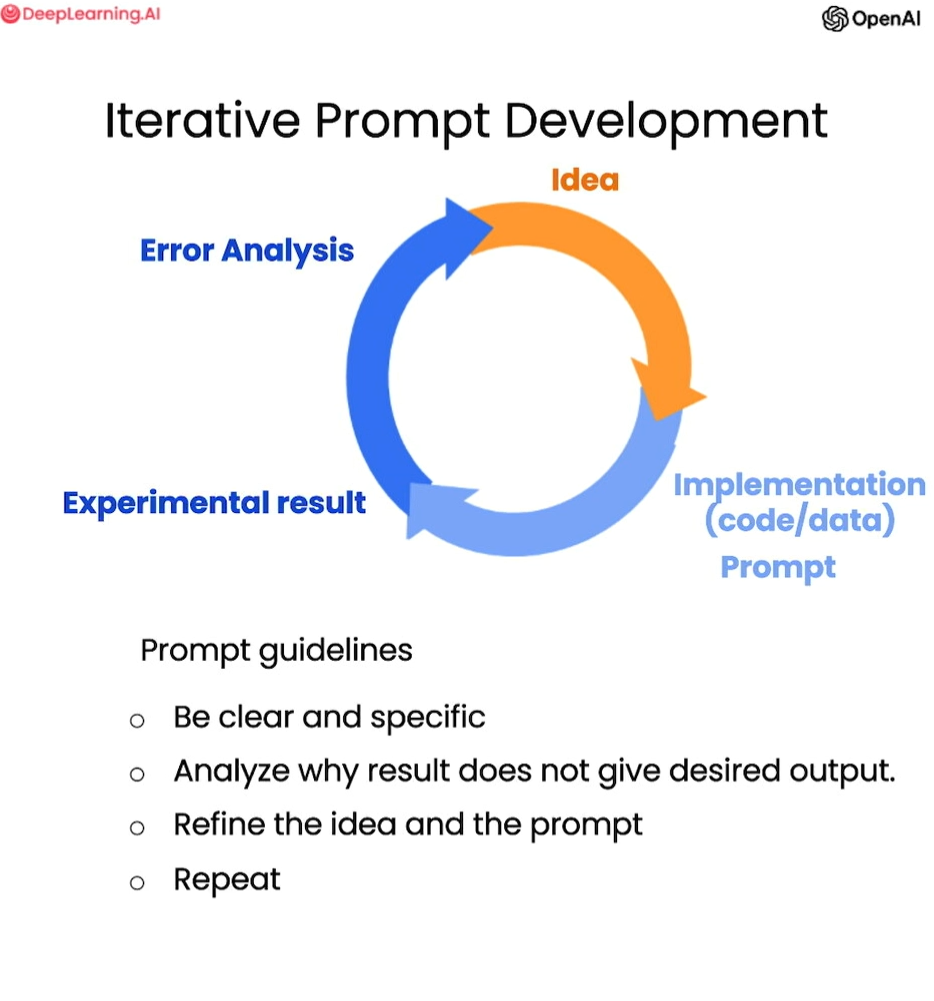 DeepLearning.AI
OpenAI
Iterative Prompt Development
Idea
Error Analysis
Experimental result
Implementation
(code/data)
Prompt
Prompt guidelines
Be clear and specific
Analyze why result does not give desired output.
Refine the idea and the prompt
Repeat